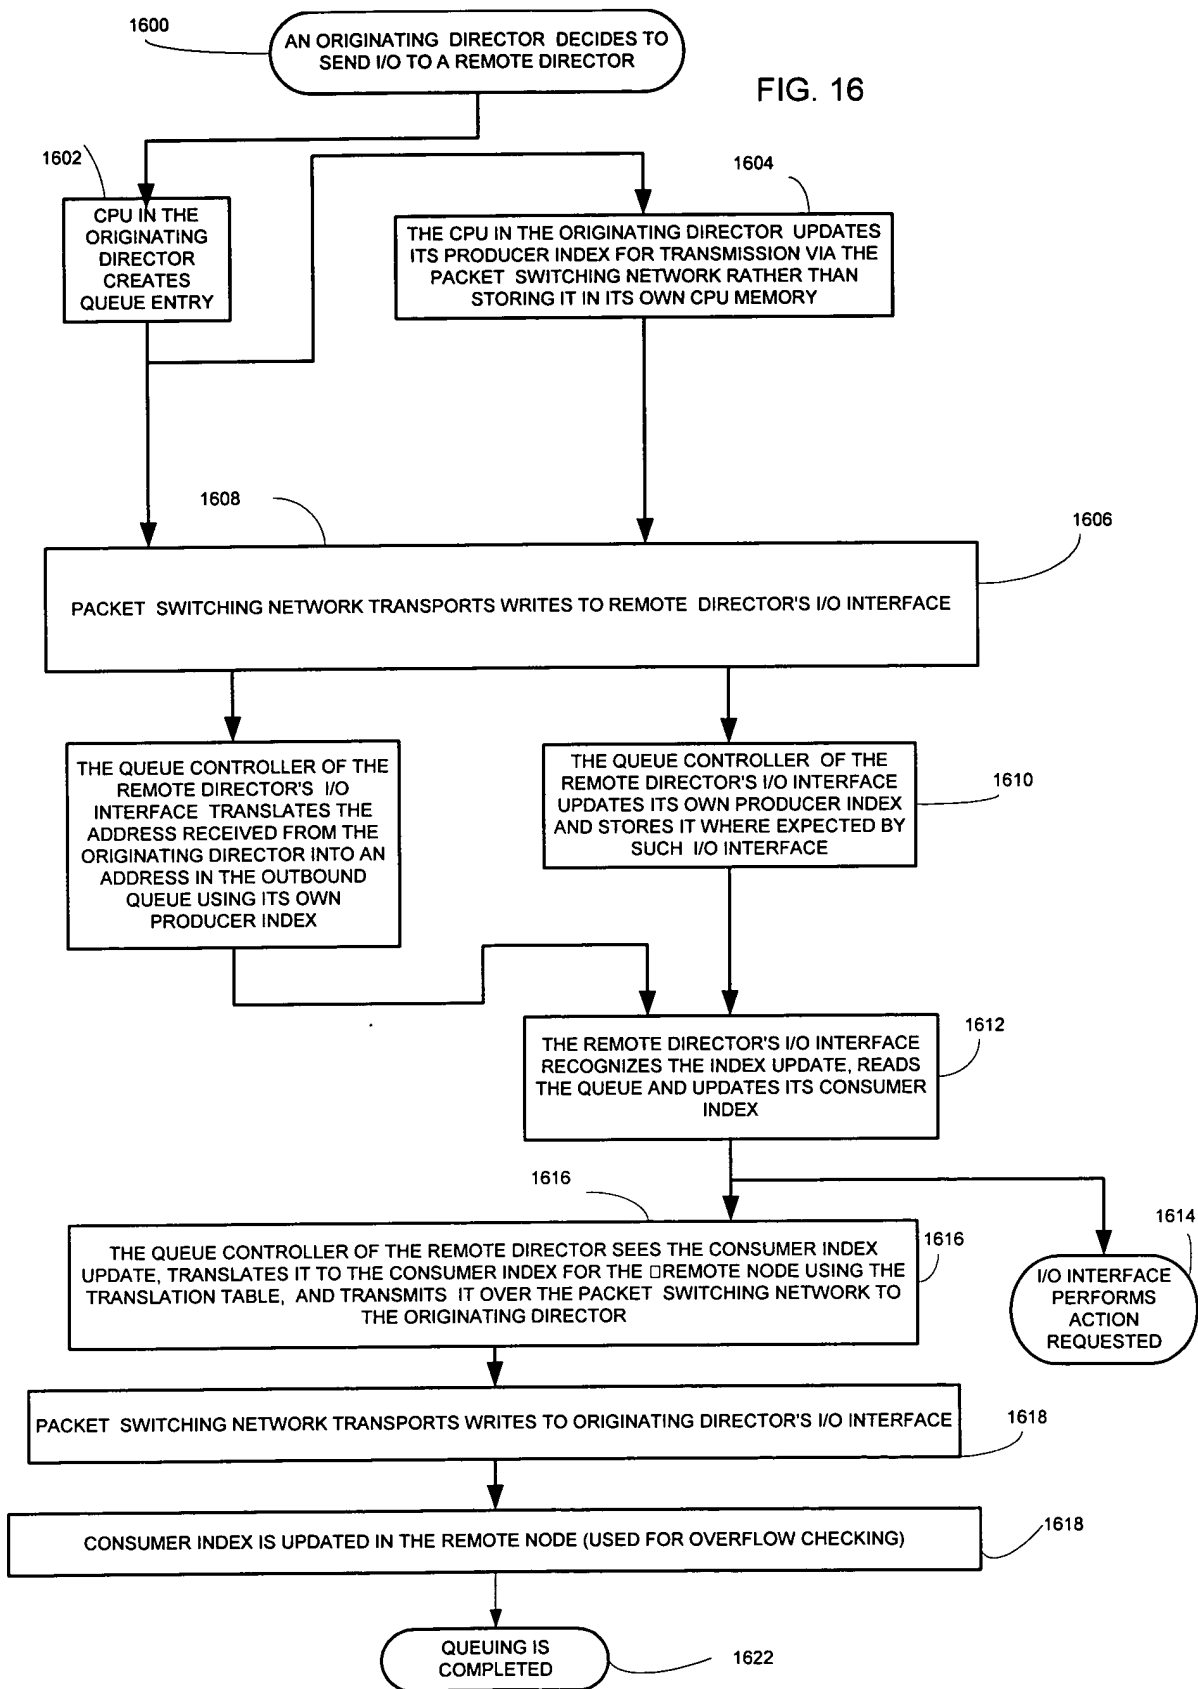 1600
AN ORIGINATING DIRECTOR DECIDES TO
SEND I/O TO A REMOTE DIRECTOR
FIG. 16
1602
1604
CPU IN THE
ORIGINATING
DIRECTOR
CREATES
QUEUE ENTRY
THE CPU IN THE ORIGINATING DIRECTOR UPDATES
ITS PRODUCER INDEX FOR TRANSMISSION VIA THE
PACKET SWITCHING NETWORK RATHER THAN
STORING IT IN ITS OWN CPU MEMORY
1608
1606
PACKET SWITCHING NETWORK TRANSPORTS WRITES TO REMOTE DIRECTOR'S I/O INTERFACE
THE QUEUE CONTROLLER OF THE
REMOTE DIRECTOR'S I/O
INTERFACE TRANSLATES THE
ADDRESS RECEIVED FROM THE
ORIGINATING DIRECTOR INTO AN
ADDRESS IN THE OUTBOUND
QUEUE USING ITS OWN
PRODUCER INDEX
THE QUEUE CONTROLLER OF THE
REMOTE DIRECTOR'S I/O INTERFACE
UPDATES ITS OWN PRODUCER INDEX
AND STORES IT WHERE EXPECTED BY
SUCH I/O INTERFACE
1610
THE REMOTE DIRECTOR'S I/O INTERFACE
RECOGNIZES THE INDEX UPDATE, READS
THE QUEUE AND UPDATES ITS CONSUMER
INDEX
1612
1616
THE QUEUE CONTROLLER OF THE REMOTE DIRECTOR SEES THE CONSUMER INDEX
UPDATE, TRANSLATES IT TO THE CONSUMER INDEX FOR THE □REMOTE NODE USING THE
TRANSLATION TABLE, AND TRANSMITS IT OVER THE PACKET SWITCHING NETWORK TO
THE ORIGINATING DIRECTOR
1616
1614
I/O INTERFACE
PERFORMS
ACTION
REQUESTED
PACKET SWITCHING NETWORK TRANSPORTS WRITES TO ORIGINATING DIRECTOR'S I/O INTERFACE
1618
CONSUMER INDEX IS UPDATED IN THE REMOTE NODE (USED FOR OVERFLOW CHECKING)
1618
QUEUING IS
COMPLETED
1622